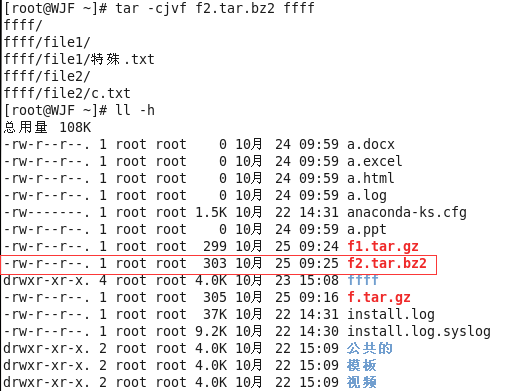 [root@WJF ~]# tar -cjvf f2.tar.bz2 ffff
ffff/
ffff/file1/
ffff/file1/特殊.txt
ffff/file2/
ffff/file2/c.txt
[root@WJF ~]# ll -h
总用量 108K
-rw-r--r--. 1 root root    0 10月 24 09:59 a.docx
-rw-r--r--. 1 root root    0 10月 24 09:59 a.excel
-rw-r--r--. 1 root root    0 10月 24 09:59 a.html
-rw-r--r--. 1 root root    0 10月 24 09:59 a.log
-rw-------. 1 root root 1.5K 10月 22 14:31 anaconda-ks.cfg
-rw-r--r--. 1 root root    0 10月 24 09:59 a.ppt
-rw-r--r--. 1 root root  299 10月 25 09:24 f1.tar.gz
-rw-r--r--. 1 root root  303 10月 25 09:25 f2.tar.bz2
drwxr-xr-x. 4 root root 4.0K 10月 23 15:08 ffff
-rw-r--r--. 1 root root  305 10月 25 09:16 f.tar.gz
-rw-r--r--. 1 root root  37K 10月 22 14:31 install.log
-rw-r--r--. 1 root root 9.2K 10月 22 14:30 install.log.syslog
drwxr-xr-x. 2 root root 4.0K 10月 22 15:09 公共的
drwxr-xr-x. 2 root root 4.0K 10月 22 15:09 模板
drwxr-xr-x. 2 root root 4.0K 10月 22 15:09 视频